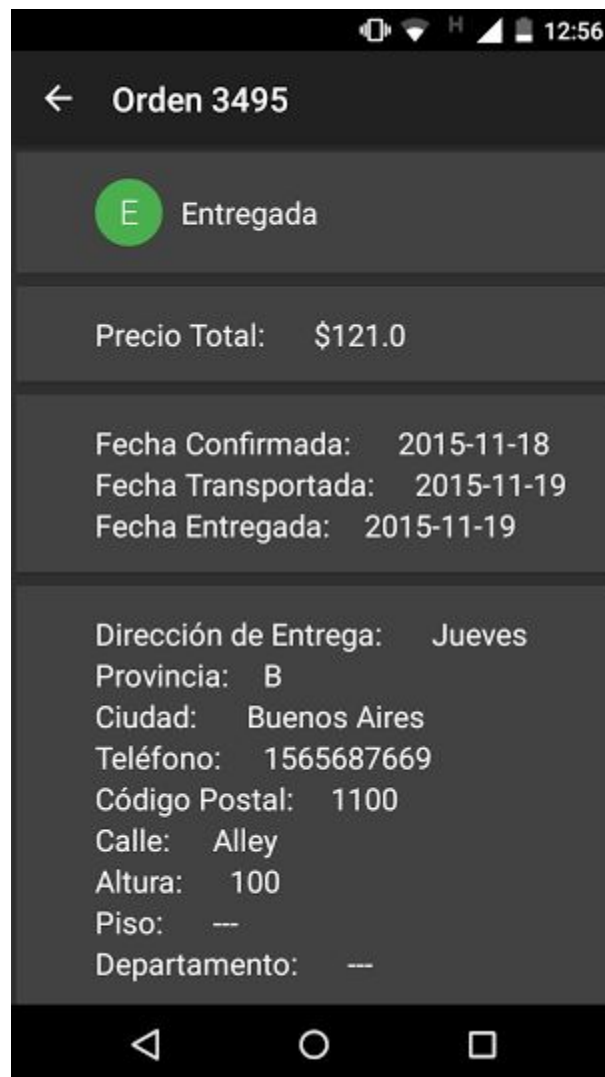 H 12:56
Orden 3495
E Entregada
Precio Total: $121.0
Fecha Confirmada: 2015-11-18
Fecha Transportada: 2015-11-19
Fecha Entregada: 2015-11-19
Dirección de Entrega: Jueves
Provincia: B
Ciudad: Buenos Aires
Teléfono: 1565687669
Código Postal: 1100
Calle: Alley
Altura: 100
Piso: ---
Departamento: ---